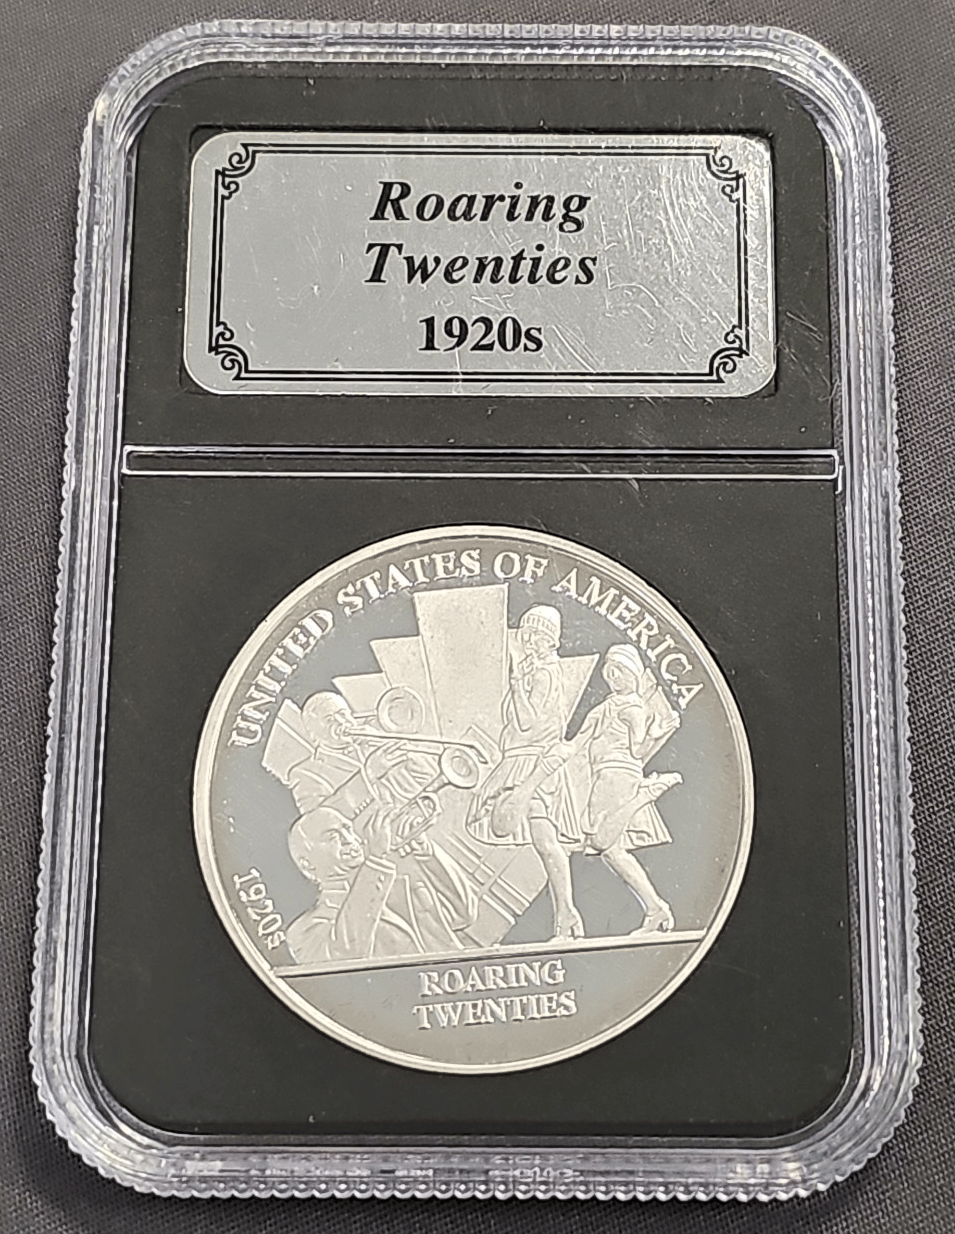 Roaring
Twenties
1920s
UNITED STATES OF AMERICA
1920s
ROARING
TWENTIES